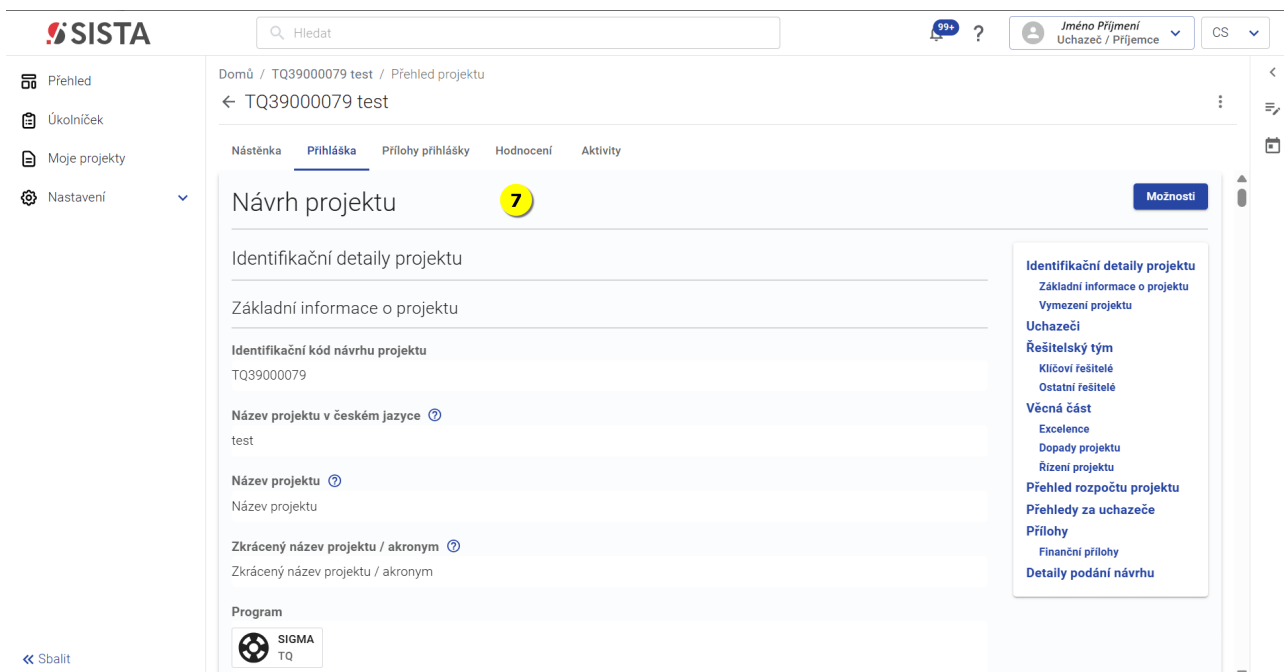 SISTA
Hledat
99+
?
Jméno Příjmení
Uchazeč / Příjemce
CS
Přehled
Úkolníček
Moje projekty
Nastavení
Sbalit
Domů / TQ39000079 test / Přehled projektu
TQ39000079 test
Nástěnka Přihláška Přílohy přihlášky Hodnocení Aktivity
Návrh projektu
7
Možnosti
Identifikační detaily projektu
Základní informace o projektu
Identifikační kód návrhu projektu
TQ39000079
Název projektu v českém jazyce ?
test
Název projektu ?
Název projektu
Zkrácený název projektu / akronym ?
Zkrácený název projektu / akronym
Program
SIGMA
TQ
Identifikační detaily projektu
Základní informace o projektu
Vymezení projektu
Uchazeči
Řešitelský tým
Klíčoví řešitelé
Ostatní řešitelé
Věcná část
Excelence
Dopady projektu
Řízení projektu
Přehled rozpočtu projektu
Přehledy za uchazeče
Přílohy
Finanční přílohy
Detaily podání návrhu